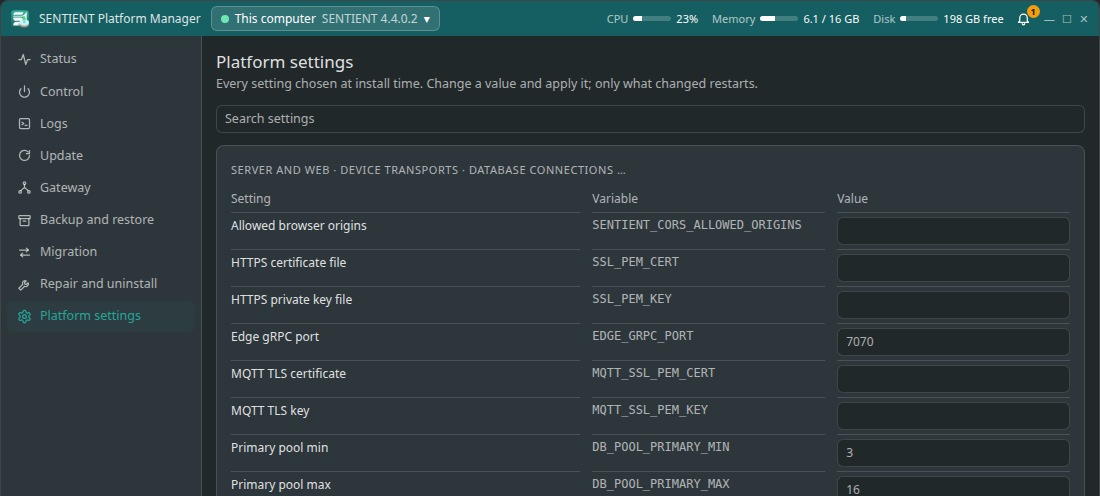 SENTIENT Platform Manager
This computer SENTIENT 4.4.0.2
CPU 23%
Memory 6.1 / 16 GB
Disk 198 GB free
1
Status
Control
Logs
Update
Gateway
Backup and restore
Migration
Repair and uninstall
Platform settings
Platform settings
Every setting chosen at install time. Change a value and apply it; only what changed restarts.
Search settings
SERVER AND WEB · DEVICE TRANSPORTS · DATABASE CONNECTIONS ...
Setting Variable Value
Allowed browser origins SENTIENT_CORS_ALLOWED_ORIGINS
HTTPS certificate file SSL_PEM_CERT
HTTPS private key file SSL_PEM_KEY
Edge gRPC port EDGE_GRPC_PORT 7070
MQTT TLS certificate MQTT_SSL_PEM_CERT
MQTT TLS key MQTT_SSL_PEM_KEY
Primary pool min DB_POOL_PRIMARY_MIN 3
Primary pool max DB_POOL_PRIMARY_MAX 16